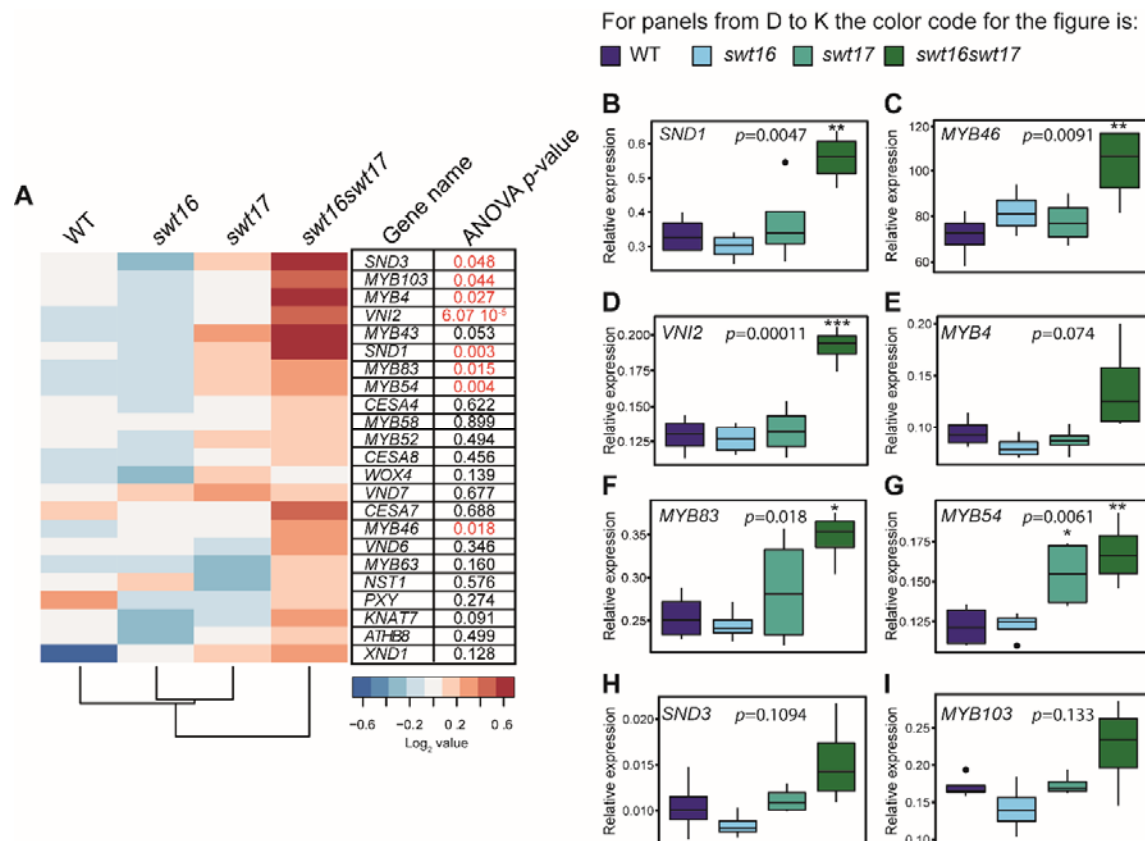 For panels from D to K the color code for the figure is:
WT swt16 swt17 swt16swt17
A
WT swt16 swt17 swt16swt17 Gene name ANOVA p-value
SND3 0.048
MYB103 0.044
MYB4 0.027
VNI2 6.07 10⁻⁵
MYB43 0.053
SND1 0.003
MYB83 0.015
MYB54 0.004
CESA4 0.622
MYB58 0.899
MYB52 0.494
CESA8 0.456
WOX4 0.139
VND7 0.677
CESA7 0.688
MYB46 0.018
VND6 0.346
MYB63 0.160
NST1 0.576
PXY 0.274
KNAT7 0.091
ATHB8 0.499
XND1 0.128
−0.6 −0.2 0.2 0.6
Log₂ value
B
SND1 p=0.0047
**
Relative expression
0.6
0.5
0.4
0.3
C
MYB46 p=0.0091
**
Relative expression
120
100
80
60
D
VNI2 p=0.00011
***
Relative expression
0.200
0.175
0.150
0.125
E
MYB4 p=0.074
Relative expression
0.20
0.15
0.10
F
MYB83 p=0.018
*
Relative expression
0.35
0.30
0.25
G
MYB54 p=0.0061
* **
Relative expression
0.175
0.150
0.125
H
SND3 p=0.1094
Relative expression
0.020
0.015
0.010
I
MYB103 p=0.133
Relative expression
0.25
0.20
0.15
0.10